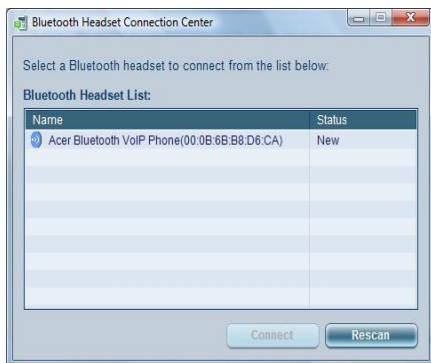 Bluetooth Headset Connection Center
Select a Bluetooth headset to connect from the list below:
Bluetooth Headset List:
Name Status
Acer Bluetooth VoIP Phone(00:0B:6B:B8:D6:CA) New
Connect Rescan